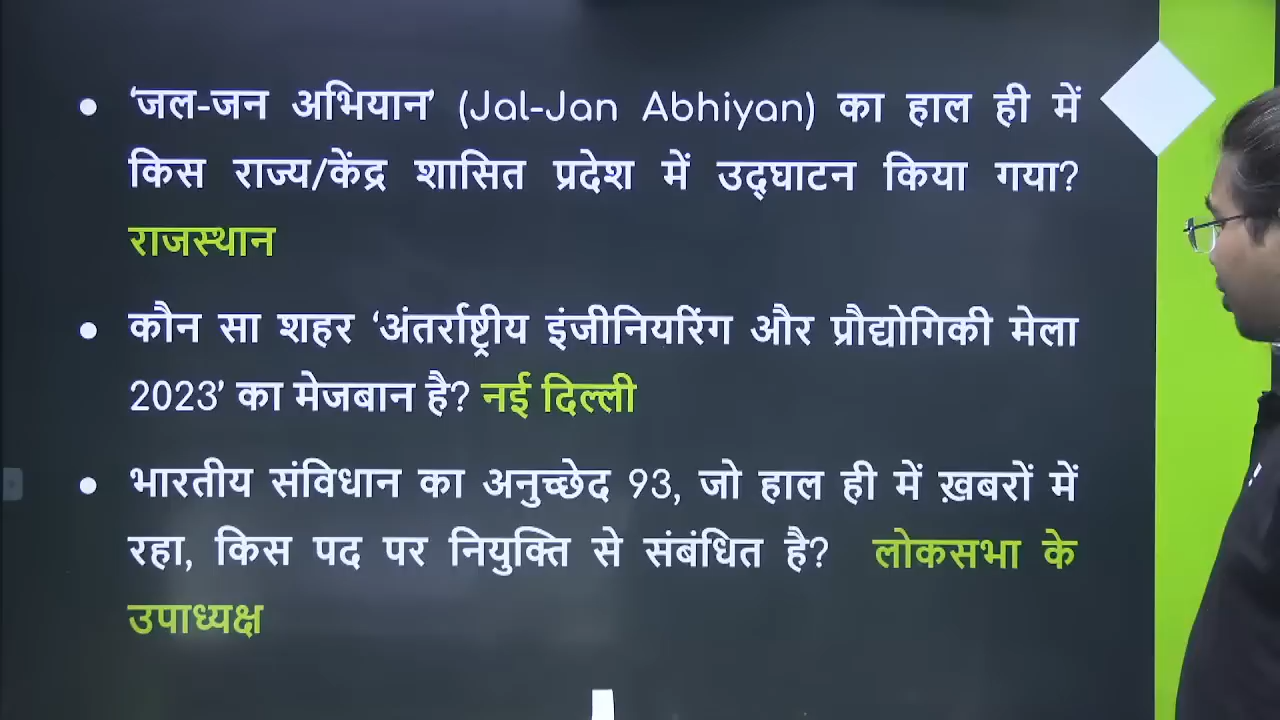 • ‘जल-जन अभियान’ (Jal-Jan Abhiyan) का हाल ही में
किस राज्य/केंद्र शासित प्रदेश में उद्घाटन किया गया?
राजस्थान
• कौन सा शहर ‘अंतर्राष्ट्रीय इंजीनियरिंग और प्रौद्योगिकी मेला
2023’ का मेजबान है? नई दिल्ली
• भारतीय संविधान का अनुच्छेद 93, जो हाल ही में ख़बरों में
रहा, किस पद पर नियुक्ति से संबंधित है? लोकसभा के
उपाध्यक्ष